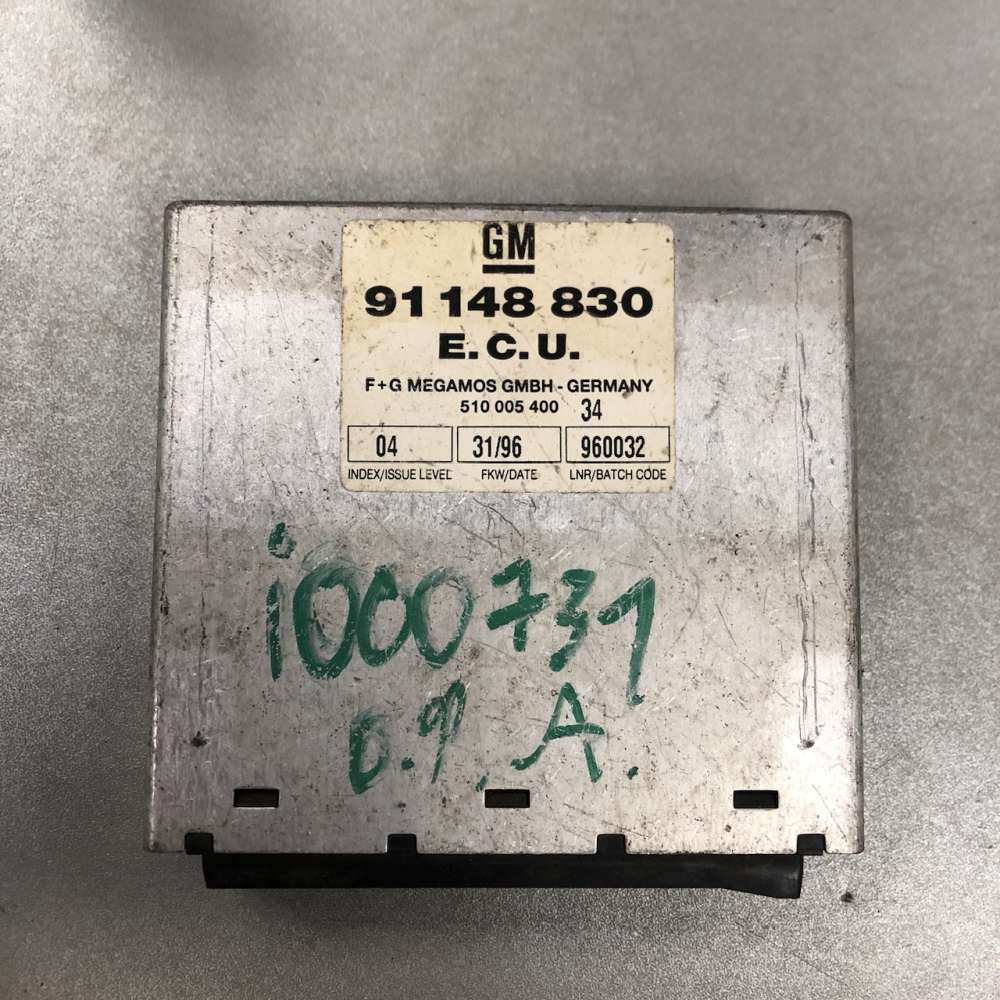 GM
91 148 830
E. C. U.
F+G MEGAMOS GMBH - GERMANY
510 005 400 34
04 31/96 960032
INDEX/ISSUE LEVEL FKW/DATE LNR/BATCH CODE
i000731
A.